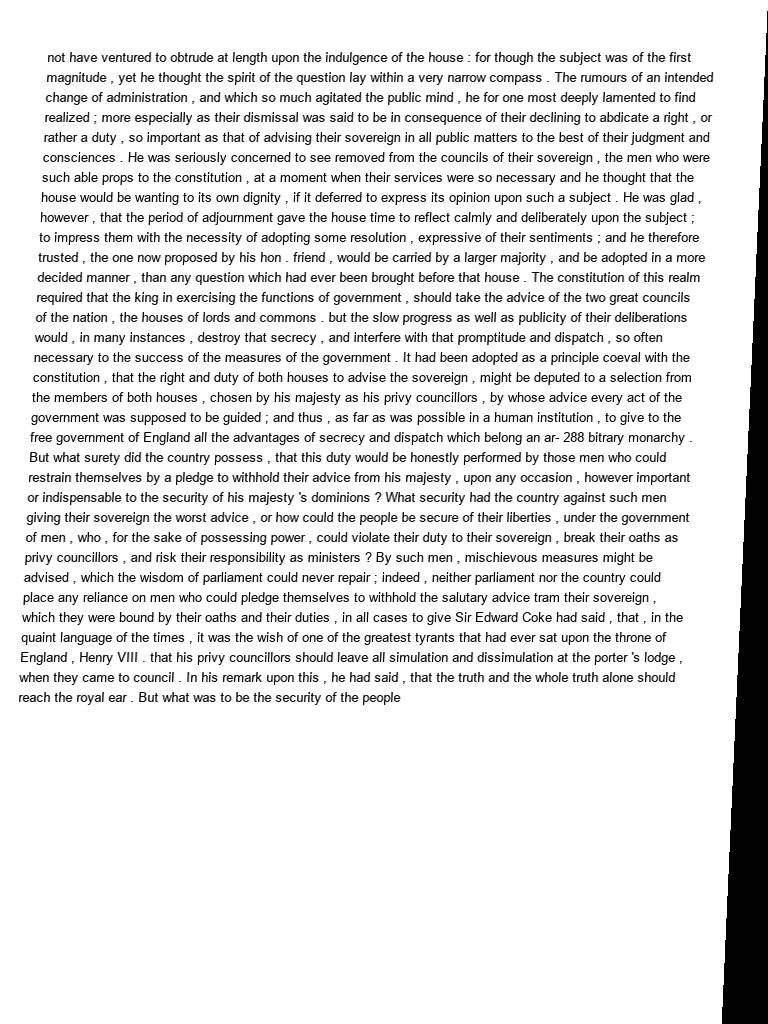 not have ventured to obtrude at length upon the indulgence of the house : for though the subject was of the first
magnitude , yet he thought the spirit of the question lay within a very narrow compass . The rumours of an intended
change of administration , and which so much agitated the public mind , he for one most deeply lamented to find
realized ; more especially as their dismissal was said to be in consequence of their declining to abdicate a right , or
rather a duty , so important as that of advising their sovereign in all public matters to the best of their judgment and
consciences . He was seriously concerned to see removed from the councils of their sovereign , the men who were
such able props to the constitution , at a moment when their services were so necessary and he thought that the
house would be wanting to its own dignity , if it deferred to express its opinion upon such a subject . He was glad ,
however , that the period of adjournment gave the house time to reflect calmly and deliberately upon the subject ;
to impress them with the necessity of adopting some resolution , expressive of their sentiments ; and he therefore
trusted , the one now proposed by his hon . friend , would be carried by a larger majority , and be adopted in a more
decided manner , than any question which had ever been brought before that house . The constitution of this realm
required that the king in exercising the functions of government , should take the advice of the two great councils
of the nation , the houses of lords and commons . but the slow progress as well as publicity of their deliberations
would , in many instances , destroy that secrecy , and interfere with that promptitude and dispatch , so often
necessary to the success of the measures of the government . It had been adopted as a principle coeval with the
constitution , that the right and duty of both houses to advise the sovereign , might be deputed to a selection from
the members of both houses , chosen by his majesty as his privy councillors , by whose advice every act of the
government was supposed to be guided ; and thus , as far as was possible in a human institution , to give to the
free government of England all the advantages of secrecy and dispatch which belong an ar- 288 bitrary monarchy .
But what surety did the country possess , that this duty would be honestly performed by those men who could
restrain themselves by a pledge to withhold their advice from his majesty , upon any occasion , however important
or indispensable to the security of his majesty 's dominions ? What security had the country against such men
giving their sovereign the worst advice , or how could the people be secure of their liberties , under the government
of men , who , for the sake of possessing power , could violate their duty to their sovereign , break their oaths as
privy councillors , and risk their responsibility as ministers ? By such men , mischievous measures might be
advised , which the wisdom of parliament could never repair ; indeed , neither parliament nor the country could
place any reliance on men who could pledge themselves to withhold the salutary advice tram their sovereign ,
which they were bound by their oaths and their duties , in all cases to give Sir Edward Coke had said , that , in the
quaint language of the times , it was the wish of one of the greatest tyrants that had ever sat upon the throne of
England , Henry VIII . that his privy councillors should leave all simulation and dissimulation at the porter 's lodge ,
when they came to council . In his remark upon this , he had said , that the truth and the whole truth alone should
reach the royal ear . But what was to be the security of the people